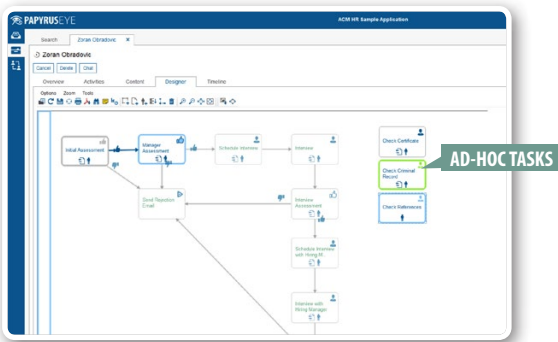 PAPYRUSEYE
ACM HR Sample Application
Search
Zoran Obradovic
Zoran Obradovic
Cancel
Delete
Chat
Overview
Activities
Content
Designer
Timeline
Options
Zoom
Tools
Initial Assessment
Manager
Assessment
Schedule Interview
Interview
Send Rejection
Email
Interview
Assessment
Schedule Interview
with Hiring M.
Interview with
Hiring Manager
Check Certificate
Check Criminal
Record
Check References
AD-HOC TASKS